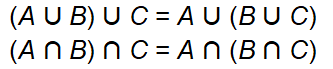 (A ∪ B) ∪ C = A ∪ (B ∪ C)
(A ∩ B) ∩ C = A ∩ (B ∩ C)